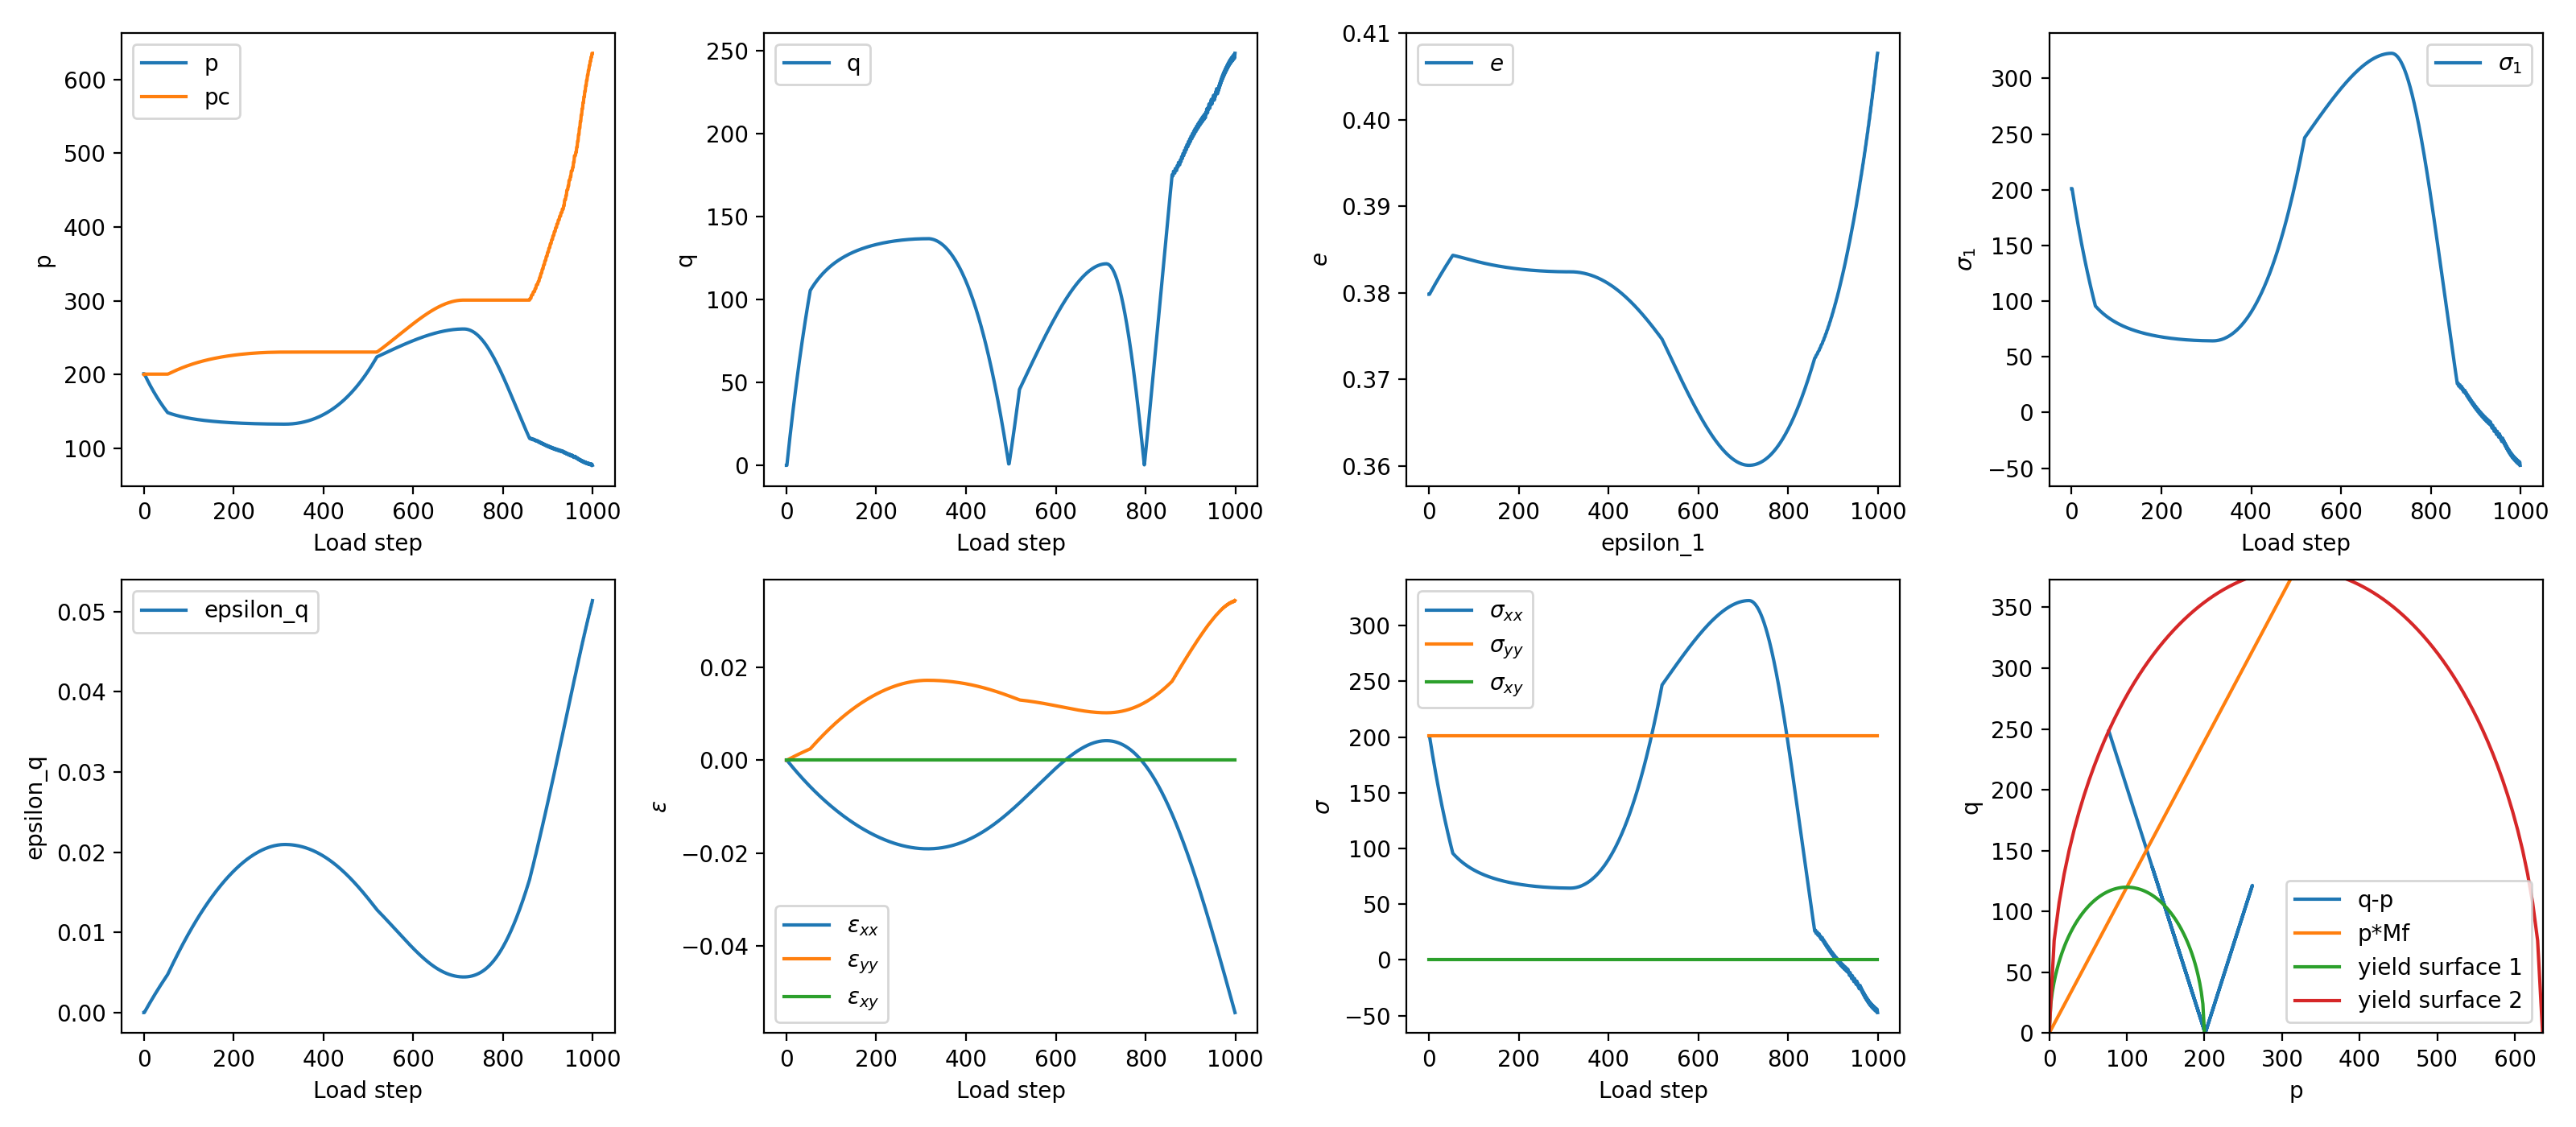 p
pc
600
500
400
300
200
100
p
0 200 400 600 800 1000
Load step
q
250
200
150
100
50
0
q
0 200 400 600 800 1000
Load step
e
0.41
0.40
0.39
0.38
0.37
0.36
e
0 200 400 600 800 1000
epsilon_1
σ1
300
250
200
150
100
50
0
−50
σ1
0 200 400 600 800 1000
Load step
epsilon_q
0.05
0.04
0.03
0.02
0.01
0.00
epsilon_q
0 200 400 600 800 1000
Load step
0.02
0.00
−0.02
−0.04
ε
εxx
εyy
εxy
0 200 400 600 800 1000
Load step
σxx
σyy
σxy
300
250
200
150
100
50
0
−50
σ
0 200 400 600 800 1000
Load step
350
300
250
200
150
100
50
0
q
q-p
p*Mf
yield surface 1
yield surface 2
0 100 200 300 400 500 600
p